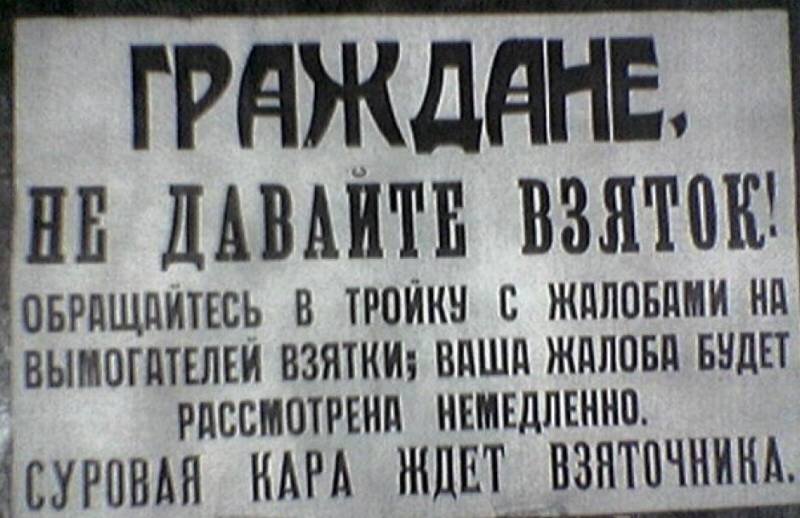 ГРАЖДАНЕ,
НЕ ДАВАЙТЕ ВЗЯТОК!
ОБРАЩАЙТЕСЬ В ТРОЙКУ С ЖАЛОБАМИ НА
ВЫМОГАТЕЛЕЙ ВЗЯТКИ; ВАША ЖАЛОБА БУДЕТ
РАССМОТРЕНА НЕМЕДЛЕННО.
СУРОВАЯ КАРА ЖДЕТ ВЗЯТОЧНИКА.